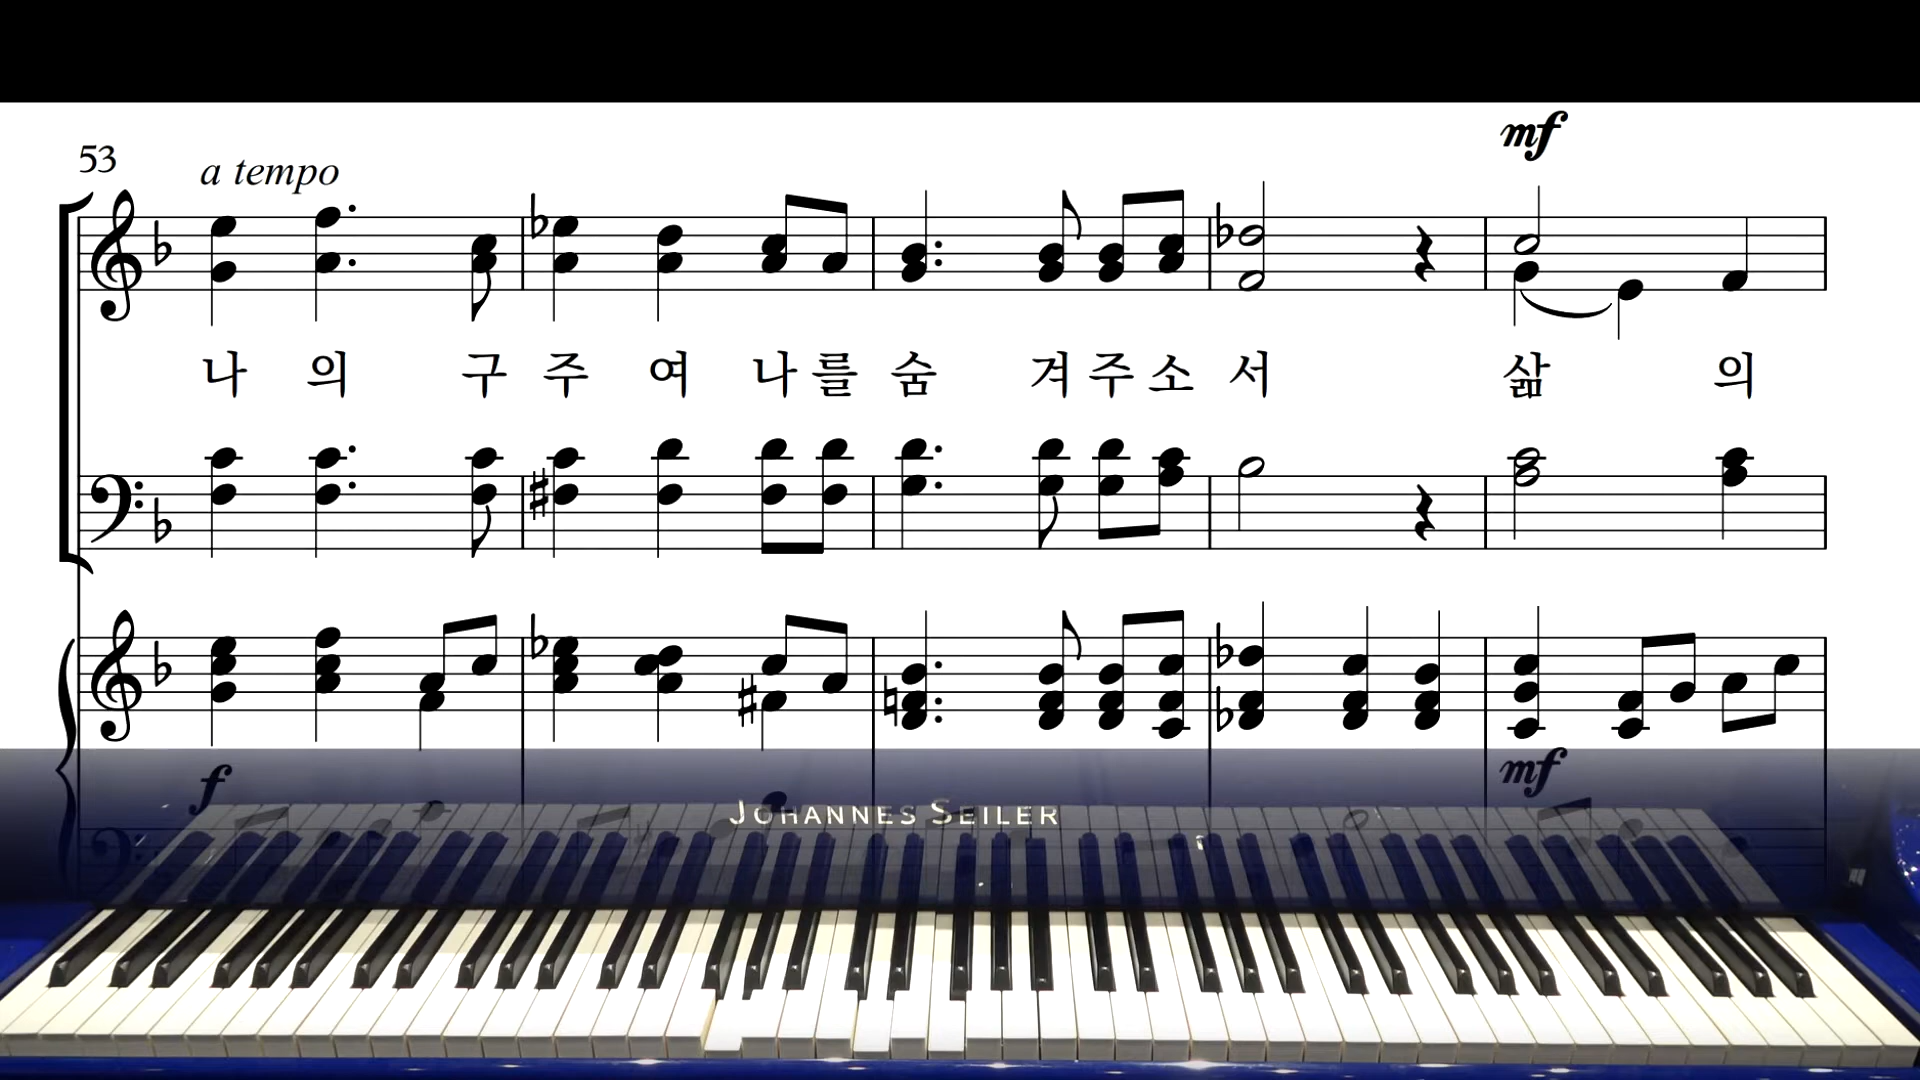 mf
53
a tempo
나 의 구 주 여 나 를 숨 겨 주 소 서 삶 의
f mf
JOHANNES SEILER